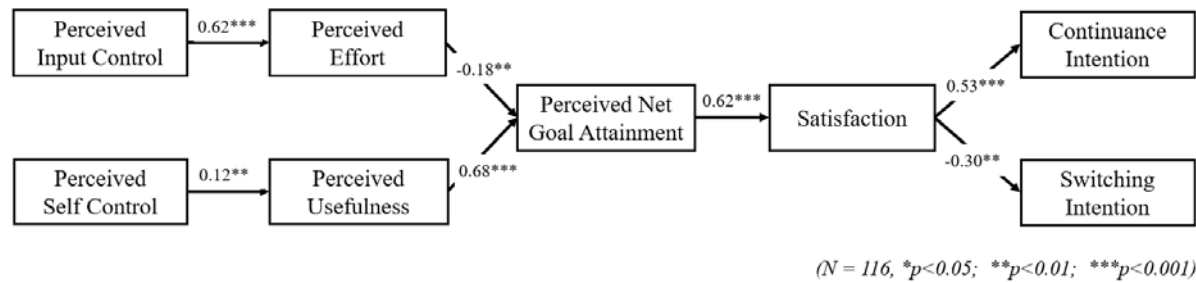 Perceived
Input Control
0.62***
Perceived
Effort
-0.18**
Perceived
Self Control
0.12**
Perceived
Usefulness
0.68***
Perceived Net
Goal Attainment
0.62***
Satisfaction
0.53***
Continuance
Intention
-0.30**
Switching
Intention
(N = 116, *p<0.05; **p<0.01; ***p<0.001)